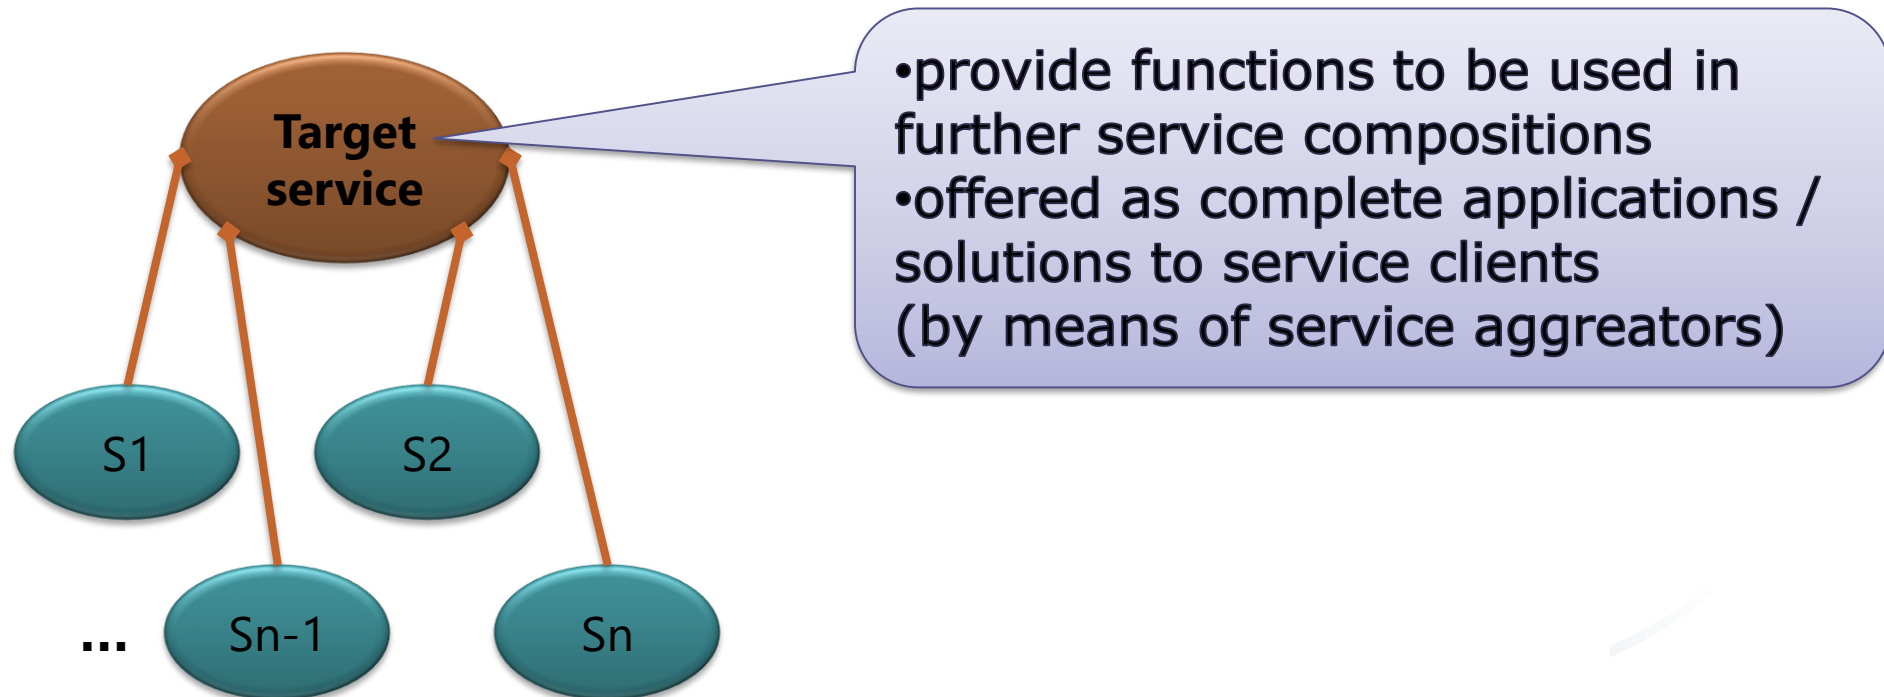 Target
service
•provide functions to be used in
further service compositions
•offered as complete applications /
solutions to service clients
(by means of service aggreators)
S1
S2
... Sn-1
Sn